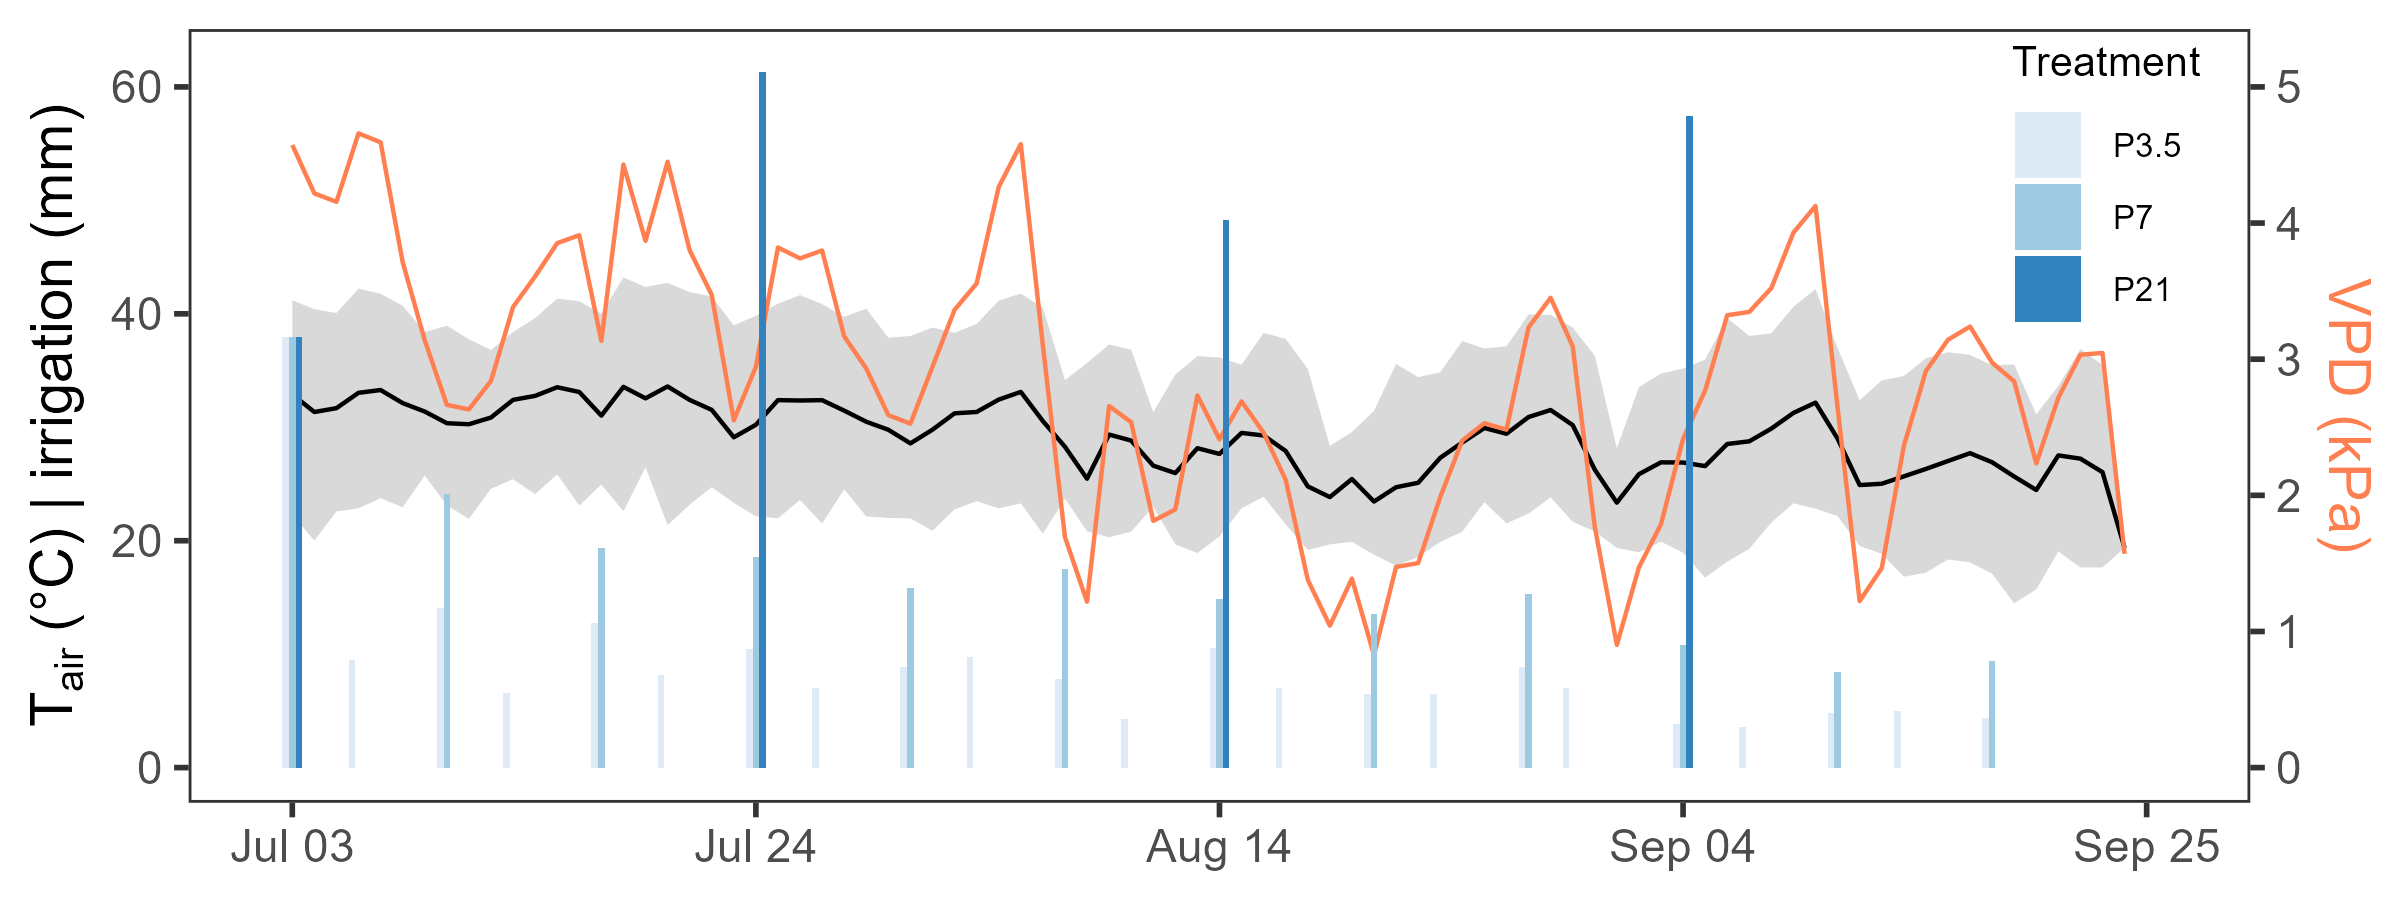 Treatment
P3.5
P7
P21
60
40
20
0
Tair (°C) | irrigation (mm)
5
4
3
2
1
0
VPD (kPa)
Jul 03
Jul 24
Aug 14
Sep 04
Sep 25